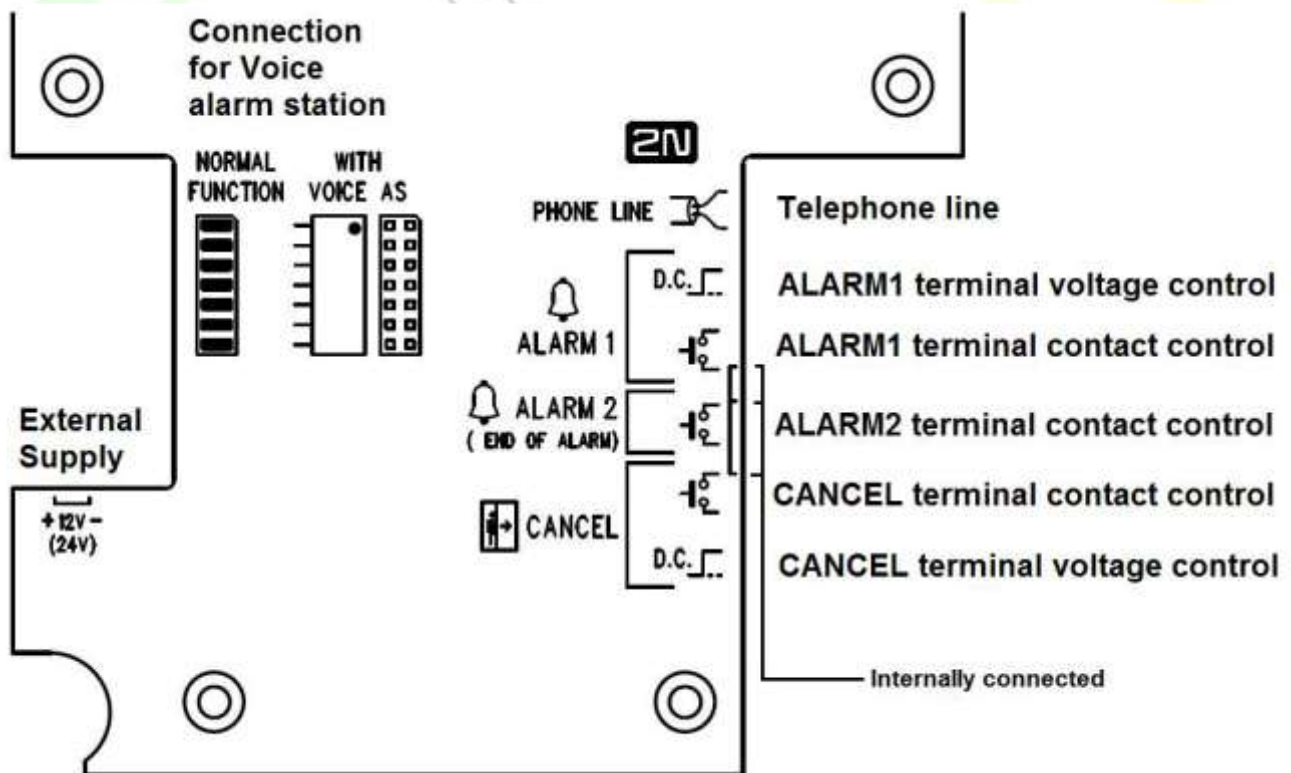 Connection
for Voice
alarm station
NORMAL
FUNCTION
WITH
VOICE AS
2N
PHONE LINE
Telephone line
D.C.
ALARM1 terminal voltage control
ALARM 1
ALARM1 terminal contact control
ALARM 2
( END OF ALARM)
ALARM2 terminal contact control
External
Supply
+ 12V -
(24V)
CANCEL
CANCEL terminal contact control
D.C.
CANCEL terminal voltage control
Internally connected